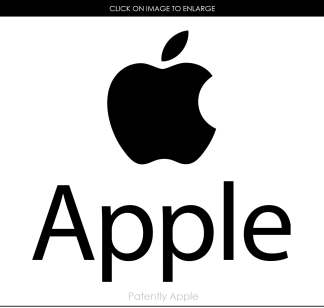 CLICK ON IMAGE TO ENLARGE
Apple
Patently Apple